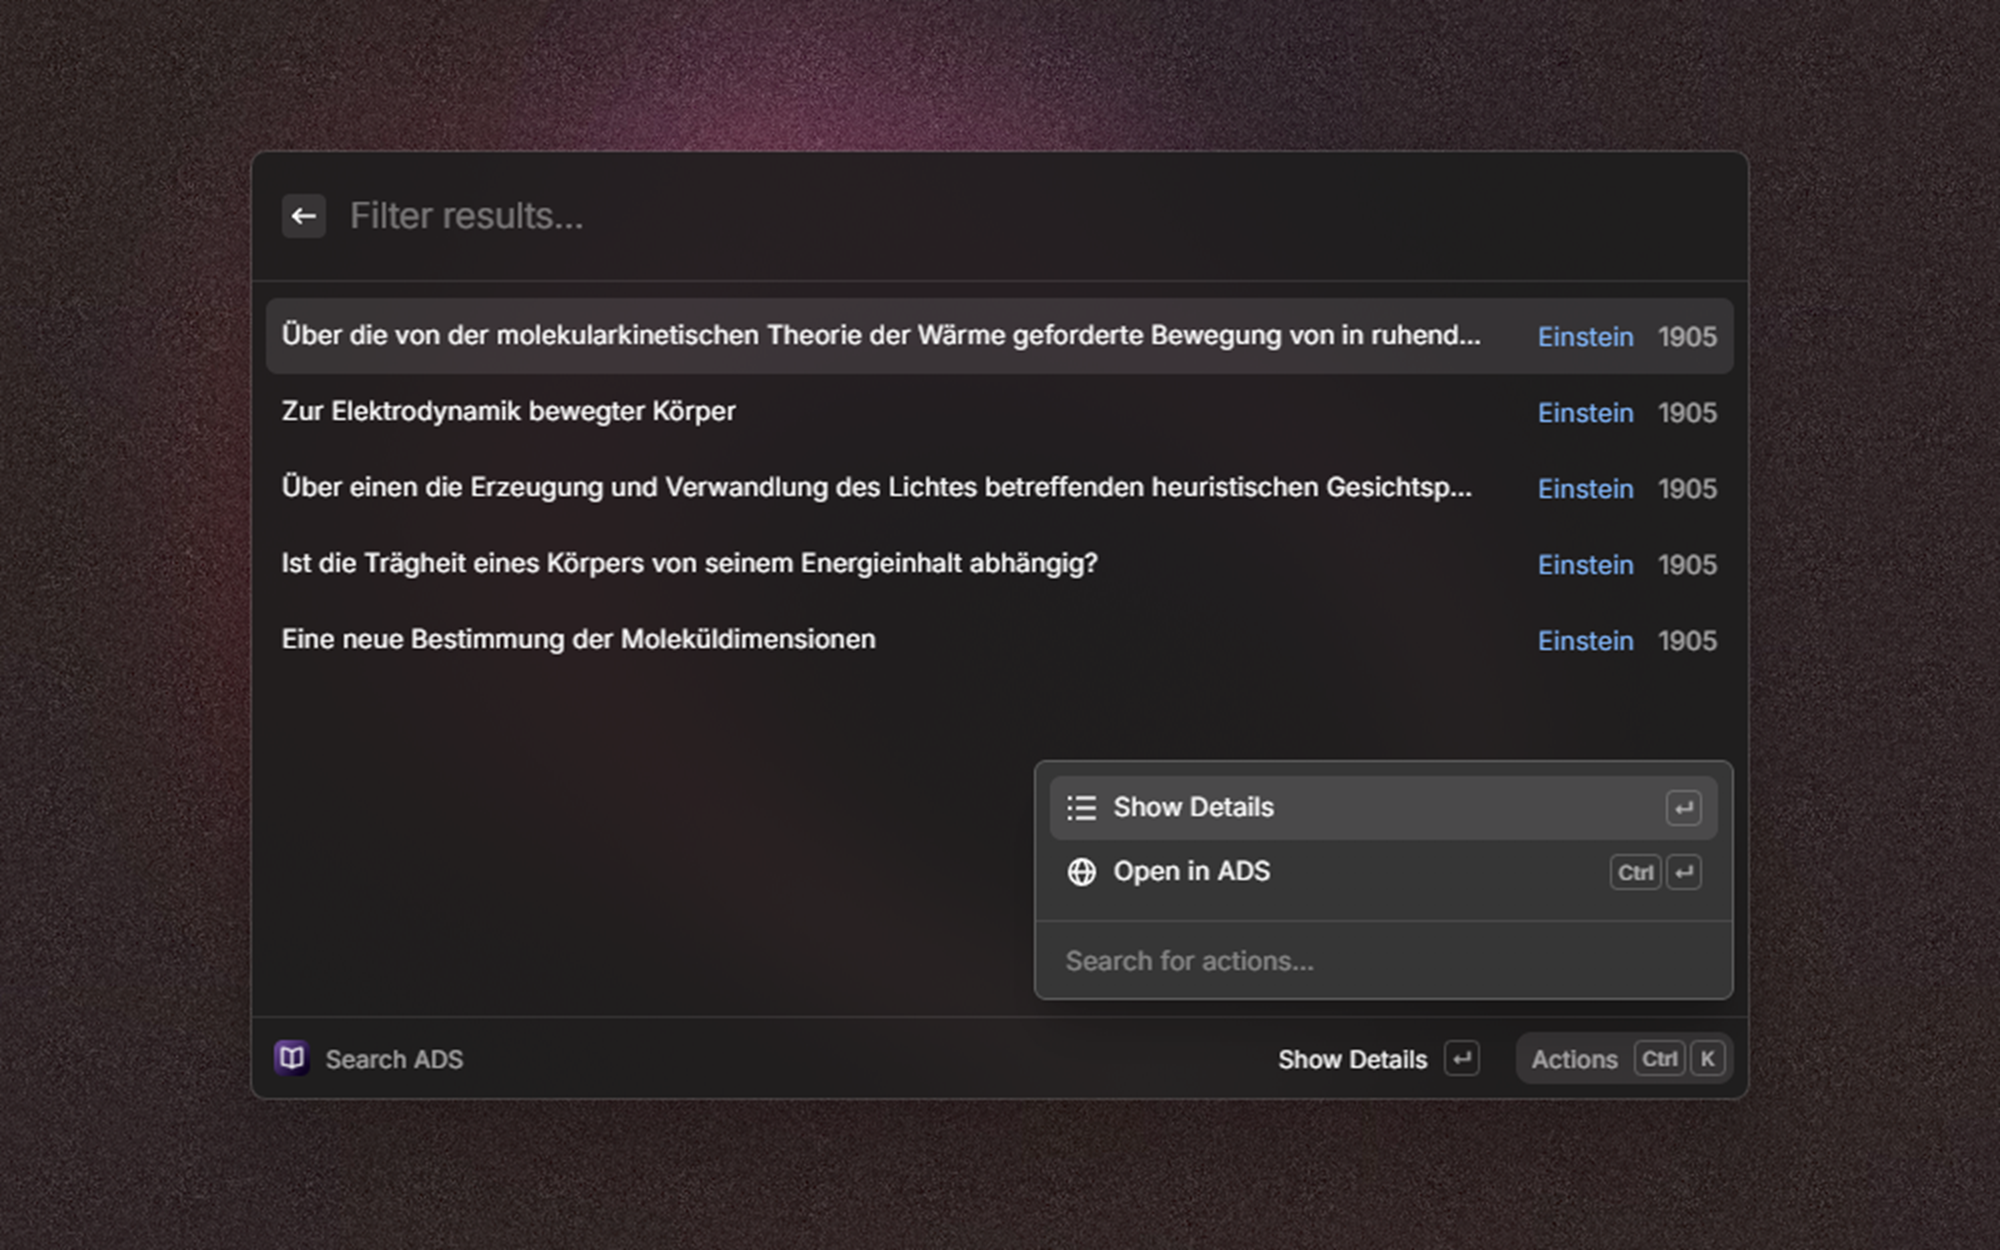 Filter results...
Über die von der molekularkinetischen Theorie der Wärme geforderte Bewegung von in ruhend... Einstein 1905
Zur Elektrodynamik bewegter Körper Einstein 1905
Über einen die Erzeugung und Verwandlung des Lichtes betreffenden heuristischen Gesichtsp... Einstein 1905
Ist die Trägheit eines Körpers von seinem Energieinhalt abhängig? Einstein 1905
Eine neue Bestimmung der Moleküldimensionen Einstein 1905
Show Details
Open in ADS Ctrl
Search for actions...
Search ADS Show Details Actions Ctrl K